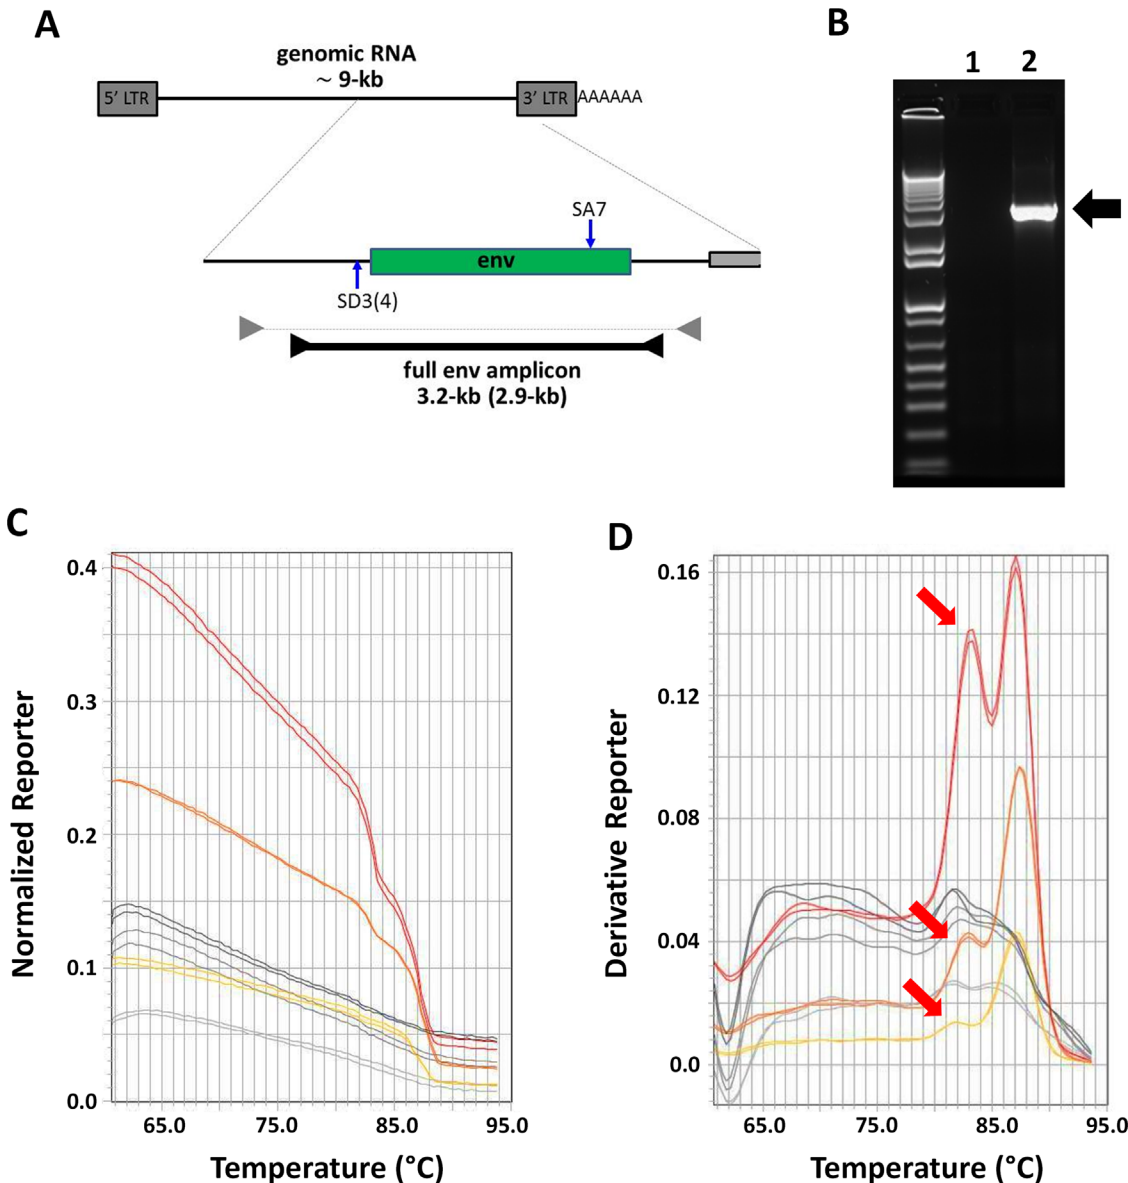 A
genomic RNA
~ 9-kb
5' LTR
3' LTR
AAAAAA
SA7
env
SD3(4)
full env amplicon
3.2-kb (2.9-kb)
B
1 2
C
0.4
0.3
0.2
0.1
0.0
65.0 75.0 85.0 95.0
Normalized Reporter
Temperature (°C)
D
0.16
0.12
0.08
0.04
0.0
65.0 75.0 85.0 95.0
Derivative Reporter
Temperature (°C)